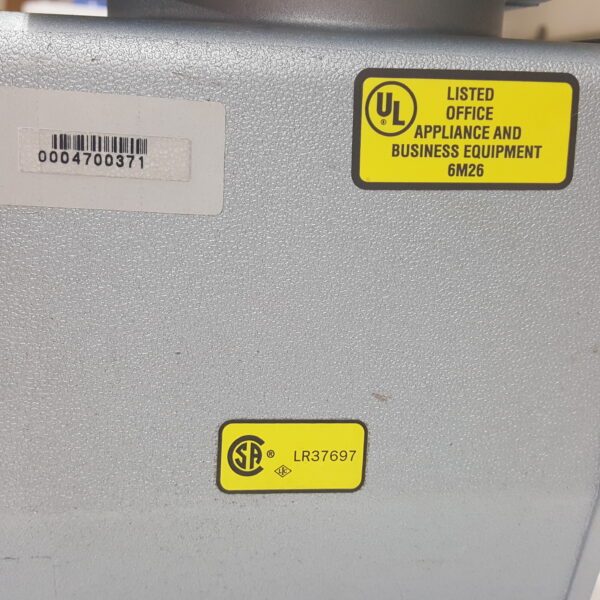 0004700371
UL ®
LISTED
OFFICE
APPLIANCE AND
BUSINESS EQUIPMENT
6M26
CSA ® LR37697